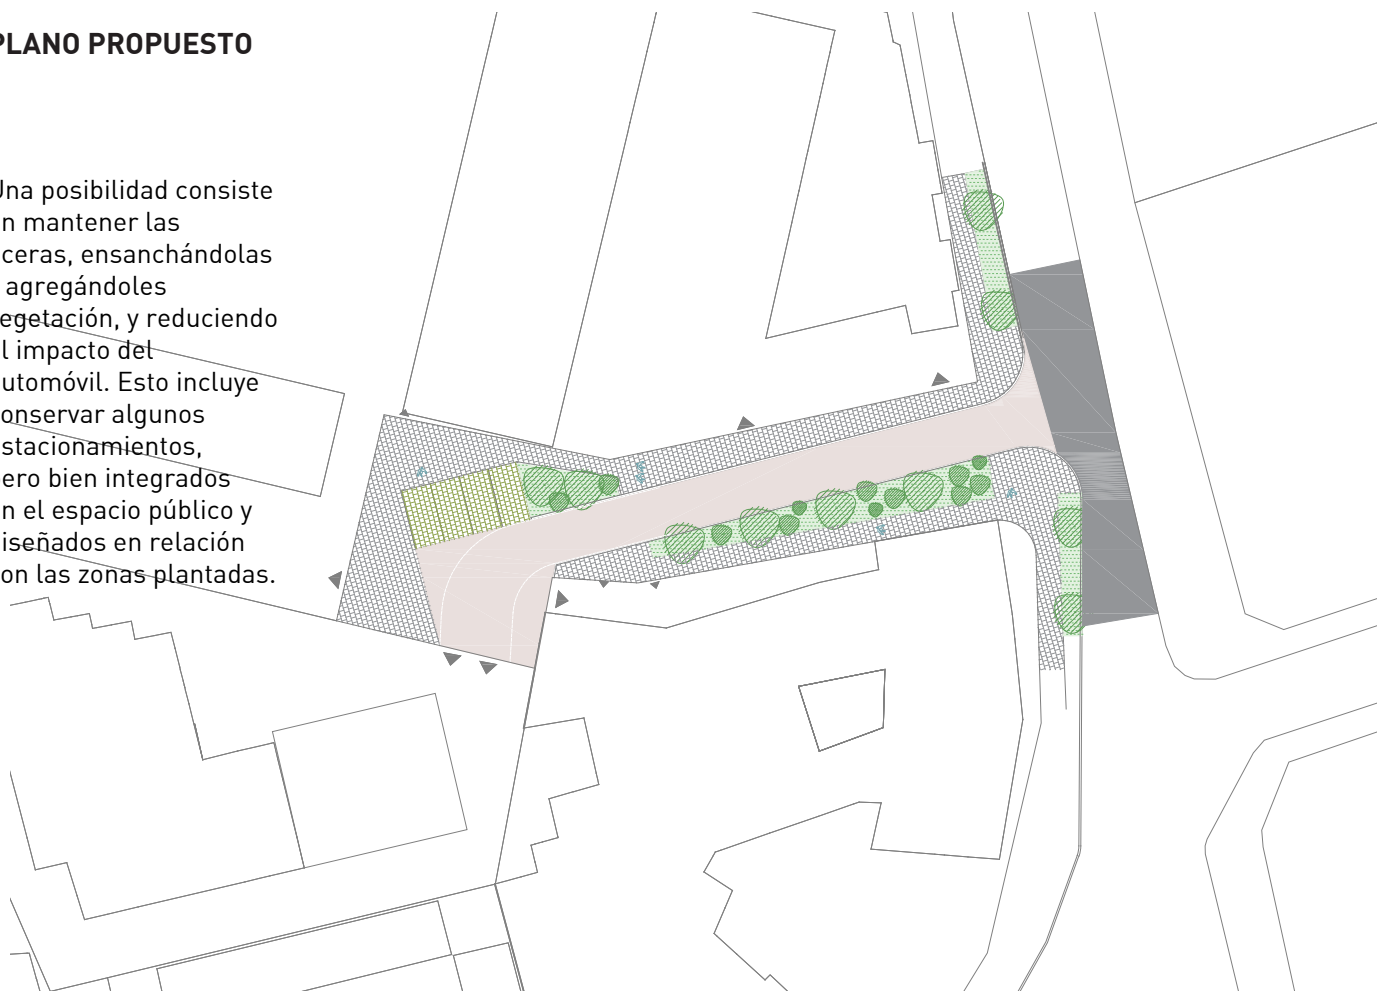 PLANO PROPUESTO
Una posibilidad consiste
n mantener las
ceras, ensanchándolas
agregándoles
egetación, y reduciendo
l impacto del
utomóvil. Esto incluye
onservar algunos
stacionamientos,
ero bien integrados
n el espacio público y
iseñados en relación
on las zonas plantadas.